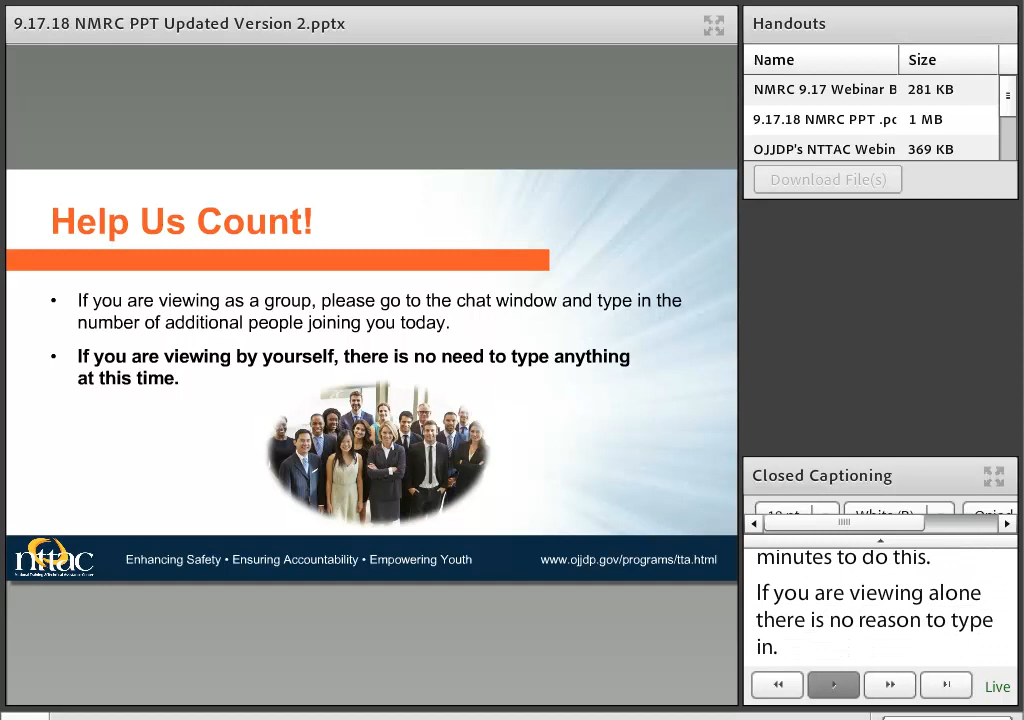 9.17.18 NMRC PPT Updated Version 2.pptx
Help Us Count!
• If you are viewing as a group, please go to the chat window and type in the
number of additional people joining you today.
• If you are viewing by yourself, there is no need to type anything
at this time.
nttac
National Training & Technical Assistance Center
Enhancing Safety • Ensuring Accountability • Empowering Youth
www.ojjdp.gov/programs/tta.html
Handouts
Name Size
NMRC 9.17 Webinar B 281 KB
9.17.18 NMRC PPT .pc 1 MB
OJJDP's NTTAC Webin 369 KB
Download File(s)
Closed Captioning
minutes to do this.
If you are viewing alone
there is no reason to type
in.
Live